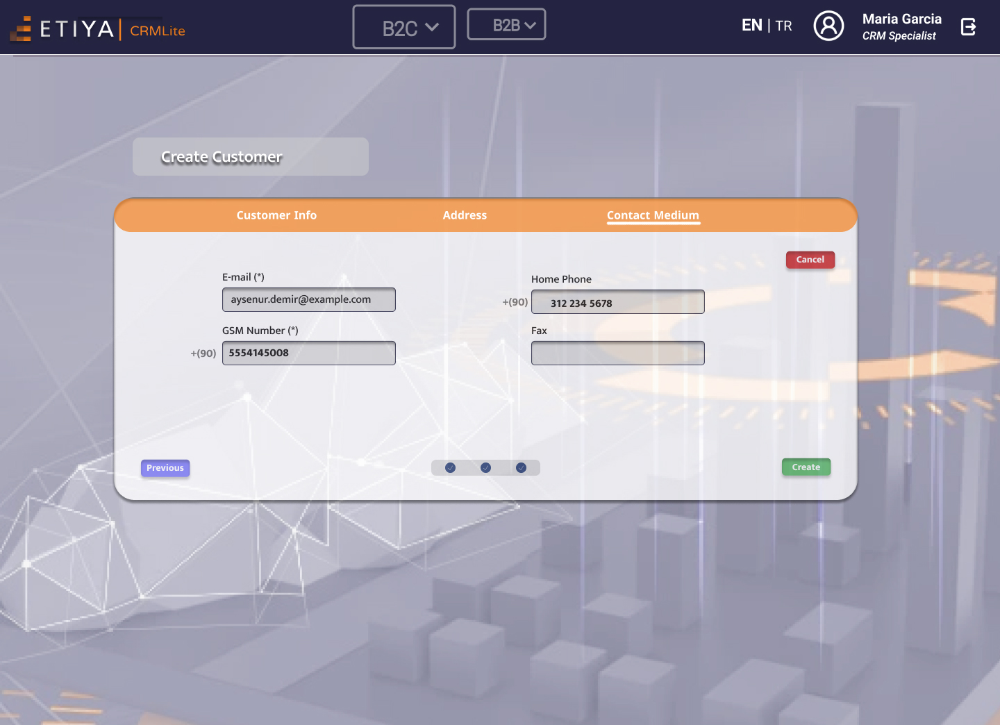 ETIYA | CRMLite
B2C
B2B
EN | TR
Maria Garcia
CRM Specialist
Create Customer
Customer Info
Address
Contact Medium
Cancel
E-mail (*)
aysenur.demir@example.com
Home Phone
+(90) 312 234 5678
GSM Number (*)
+(90) 5554145008
Fax
Previous
Create